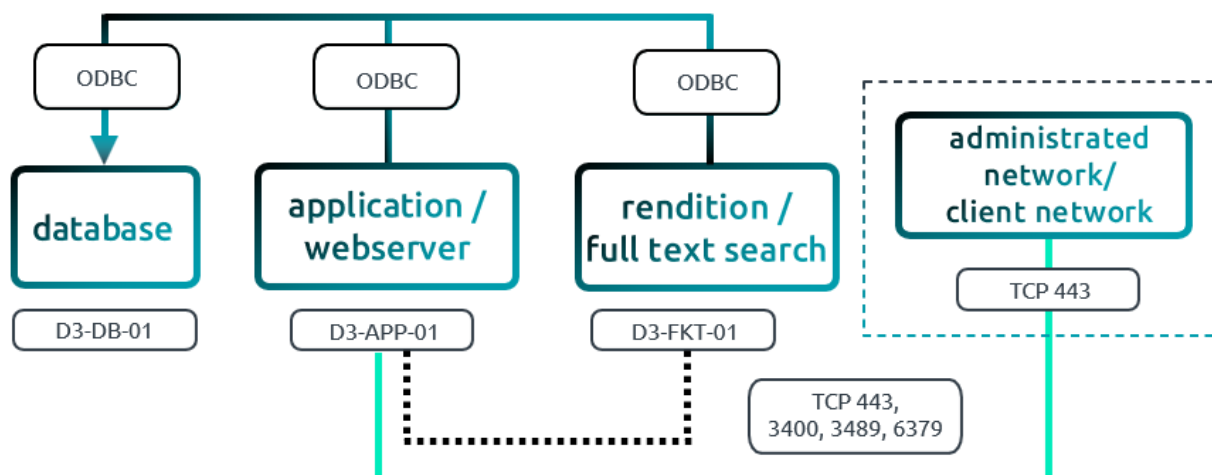 ODBC
ODBC
ODBC
database
application /
webserver
rendition /
full text search
administrated
network/
client network
TCP 443
D3-DB-01
D3-APP-01
D3-FKT-01
TCP 443,
3400, 3489, 6379